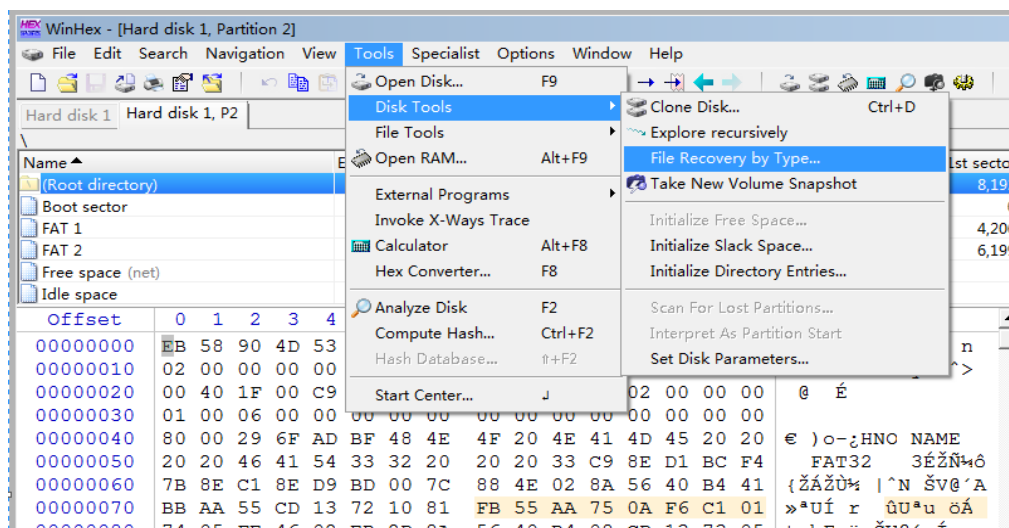 WinHex - [Hard disk 1, Partition 2]
File Edit Search Navigation View Tools Specialist Options Window Help
Open Disk... F9
Hard disk 1 Hard disk 1, P2
Disk Tools
Clone Disk... Ctrl+D
\
File Tools
Explore recursively
Name
Open RAM... Alt+F9
File Recovery by Type...
1st secto
(Root directory)
Take New Volume Snapshot
8,19
Boot sector
External Programs
FAT 1
Invoke X-Ways Trace
Initialize Free Space...
4,20
FAT 2
Calculator Alt+F8
Initialize Slack Space...
6,19
Free space (net)
Hex Converter... F8
Initialize Directory Entries...
Idle space
Analyze Disk F2
Scan For Lost Partitions...
Offset 0 1 2 3 4
Compute Hash... Ctrl+F2
Interpret As Partition Start
00000000 EB 58 90 4D 53
Hash Database... ⇑+F2
Set Disk Parameters...
n
00000010 02 00 00 00 00
^>
00000020 00 40 1F 00 C9
Start Center... ↲
02 00 00 00 @ É
00000030 01 00 06 00 00 00 00 00 00 00 00 00 00 00 00 00
00000040 80 00 29 6F AD BF 48 4E 4F 20 4E 41 4D 45 20 20 € )o-¿HNO NAME
00000050 20 20 46 41 54 33 32 20 20 20 33 C9 8E D1 BC F4 FAT32 3ÉŽÑ¼ô
00000060 7B 8E C1 8E D9 BD 00 7C 88 4E 02 8A 56 40 B4 41 {ŽÁŽÙ½ |ˆN ŠV@´A
00000070 BB AA 55 CD 13 72 10 81 FB 55 AA 75 0A F6 C1 01 »ªUÍ r ûUªu öÁ